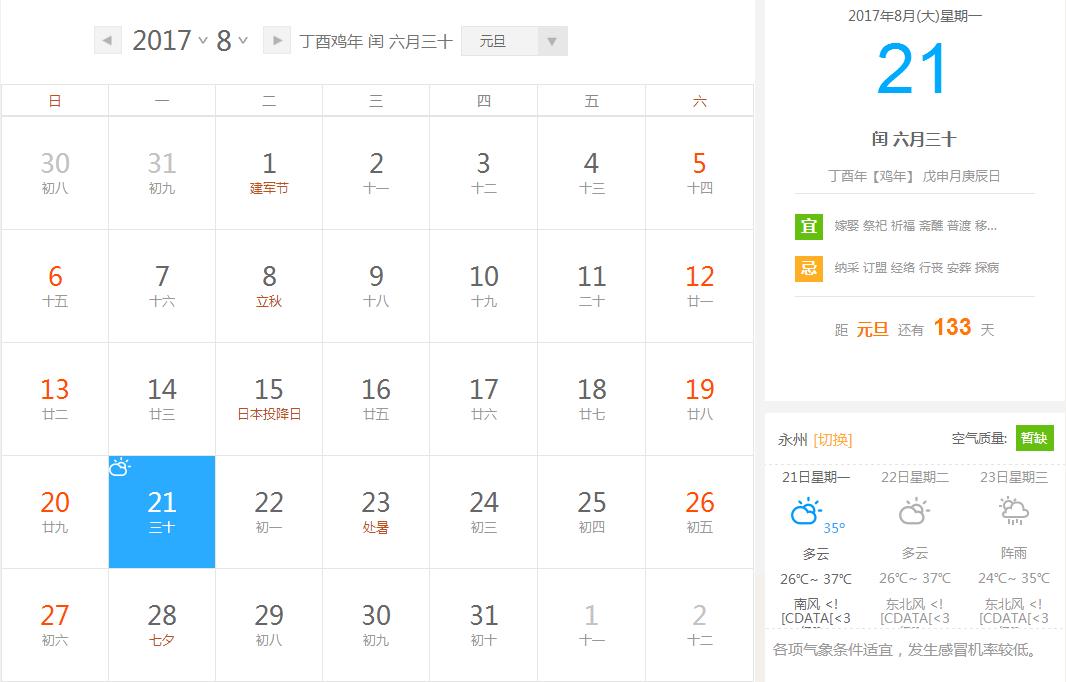 2017 8 丁酉鸡年 闰 六月三十 元旦
日 一 二 三 四 五 六
30 31 1 2 3 4 5
初八 初九 建军节 十一 十二 十三 十四
6 7 8 9 10 11 12
十五 十六 立秋 十八 十九 二十 廿一
13 14 15 16 17 18 19
廿二 廿三 日本投降日 廿五 廿六 廿七 廿八
20 21 22 23 24 25 26
廿九 三十 初一 处暑 初三 初四 初五
27 28 29 30 31 1 2
初六 七夕 初八 初九 初十 十一 十二
2017年8月(大)星期一
21
闰 六月三十
丁酉年【鸡年】 戊申月庚辰日
宜 嫁娶 祭祀 祈福 斋醮 普渡 移...
忌 纳采 订盟 经络 行丧 安葬 探病
距 元旦 还有 133 天
永州 [切换] 空气质量: 暂缺
21日星期一 22日星期二 23日星期三
35°
多云 多云 阵雨
26℃~ 37℃ 26℃~ 37℃ 24℃~ 35℃
南风 <! 东北风 <! 东北风 <!
[CDATA[<3 [CDATA[<3 [CDATA[<3
各项气象条件适宜，发生感冒机率较低。